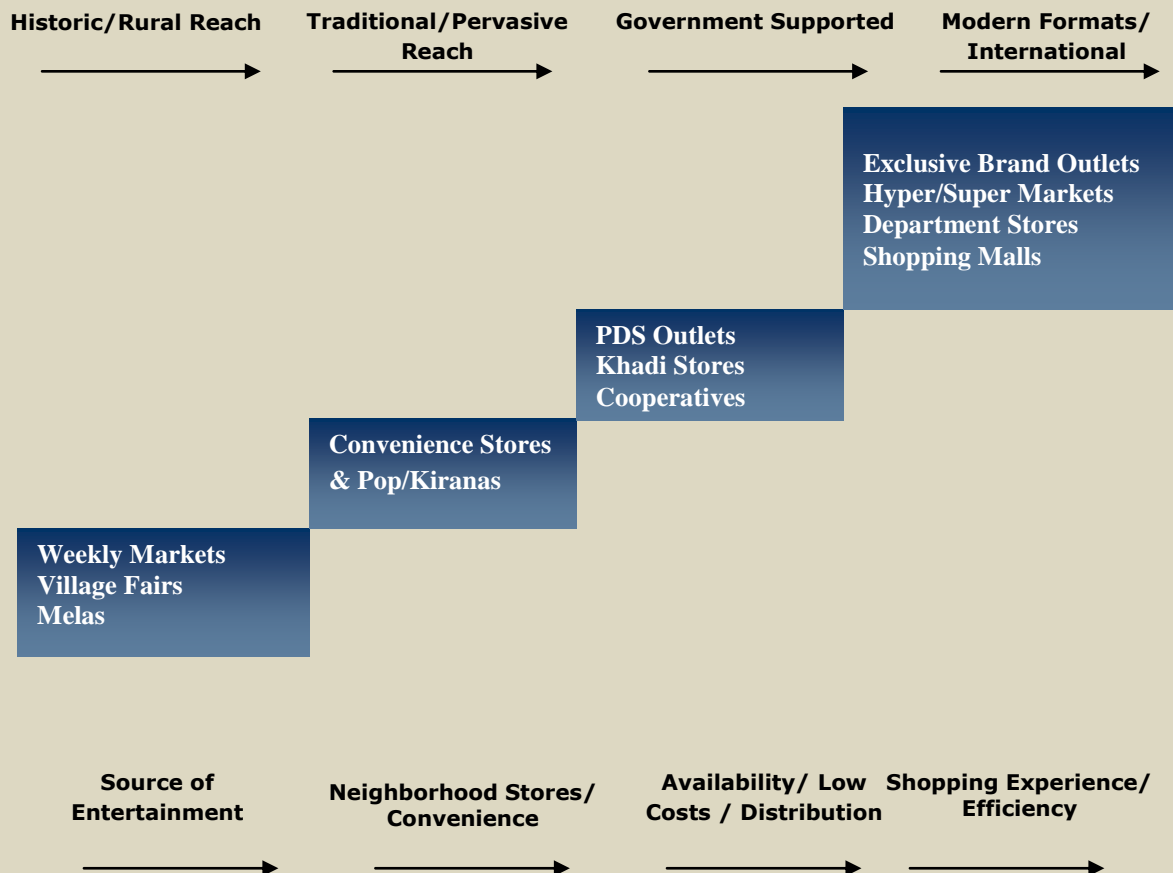 Historic/Rural Reach
Traditional/Pervasive
Reach
Government Supported
Modern Formats/
International
Exclusive Brand Outlets
Hyper/Super Markets
Department Stores
Shopping Malls
PDS Outlets
Khadi Stores
Cooperatives
Convenience Stores
& Pop/Kiranas
Weekly Markets
Village Fairs
Melas
Source of
Entertainment
Neighborhood Stores/
Convenience
Availability/ Low
Costs / Distribution
Shopping Experience/
Efficiency